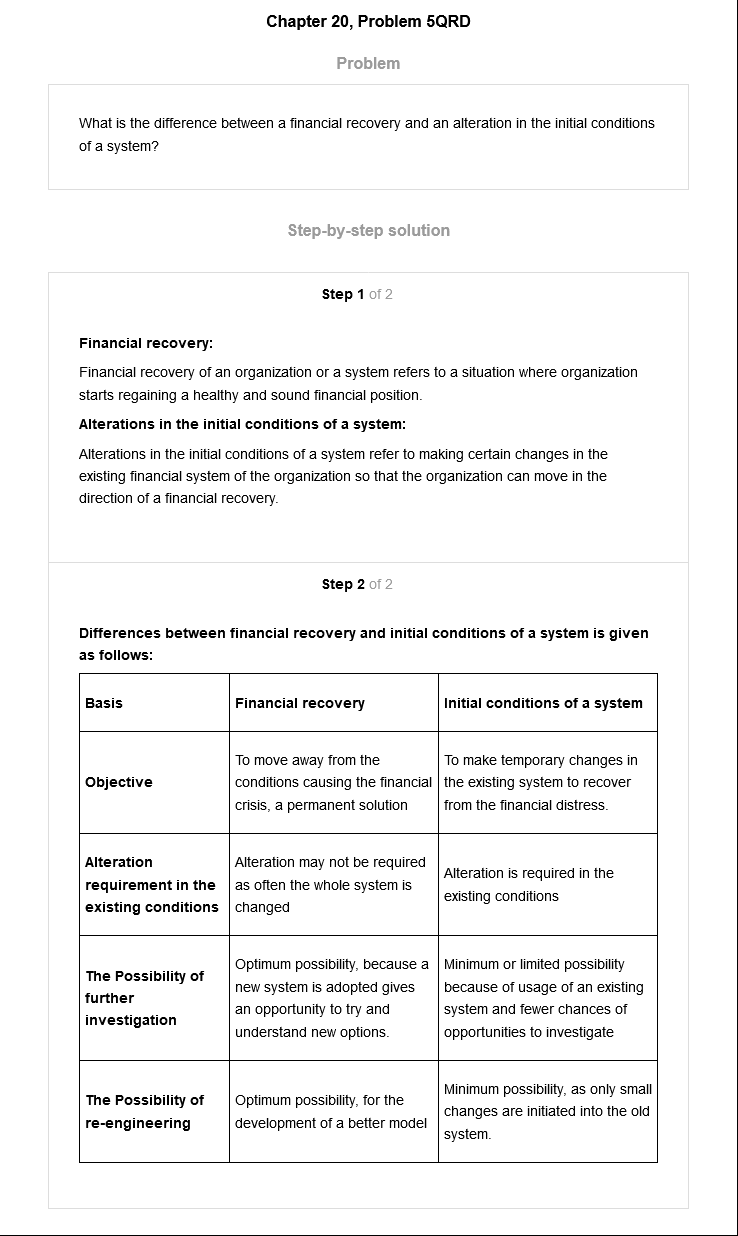 Chapter 20, Problem 5QRD
Problem
What is the difference between a financial recovery and an alteration in the initial conditions
of a system?
Step-by-step solution
Step 1 of 2
Financial recovery:
Financial recovery of an organization or a system refers to a situation where organization
starts regaining a healthy and sound financial position.
Alterations in the initial conditions of a system:
Alterations in the initial conditions of a system refer to making certain changes in the
existing financial system of the organization so that the organization can move in the
direction of a financial recovery.
Step 2 of 2
Differences between financial recovery and initial conditions of a system is given
as follows:
Basis
Financial recovery
Initial conditions of a system
Objective
To move away from the
conditions causing the financial
crisis, a permanent solution
To make temporary changes in
the existing system to recover
from the financial distress.
Alteration
requirement in the
existing conditions
Alteration may not be required
as often the whole system is
changed
Alteration is required in the
existing conditions
The Possibility of
further
investigation
Optimum possibility, because a
new system is adopted gives
an opportunity to try and
understand new options.
Minimum or limited possibility
because of usage of an existing
system and fewer chances of
opportunities to investigate
The Possibility of
re-engineering
Optimum possibility, for the
development of a better model
Minimum possibility, as only small
changes are initiated into the old
system.